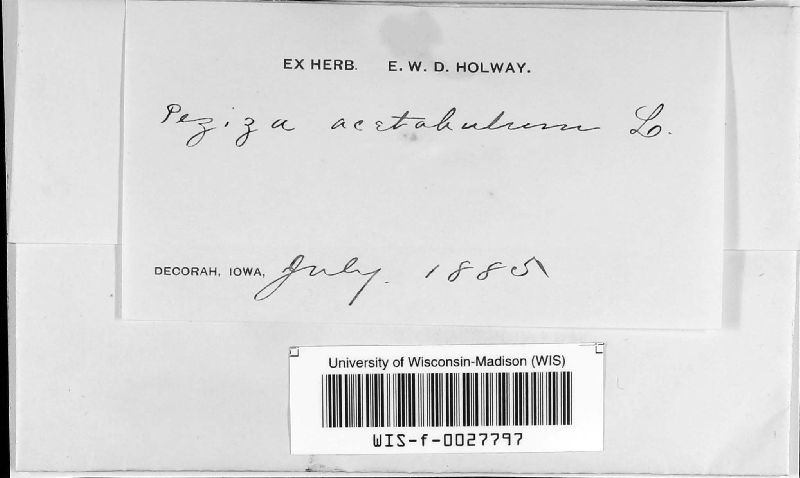 EX HERB. E. W. D. HOLWAY.
Peziza acetabulum L.
DECORAH, IOWA, July. 1885
University of Wisconsin-Madison (WIS)
WIS-f-0027797